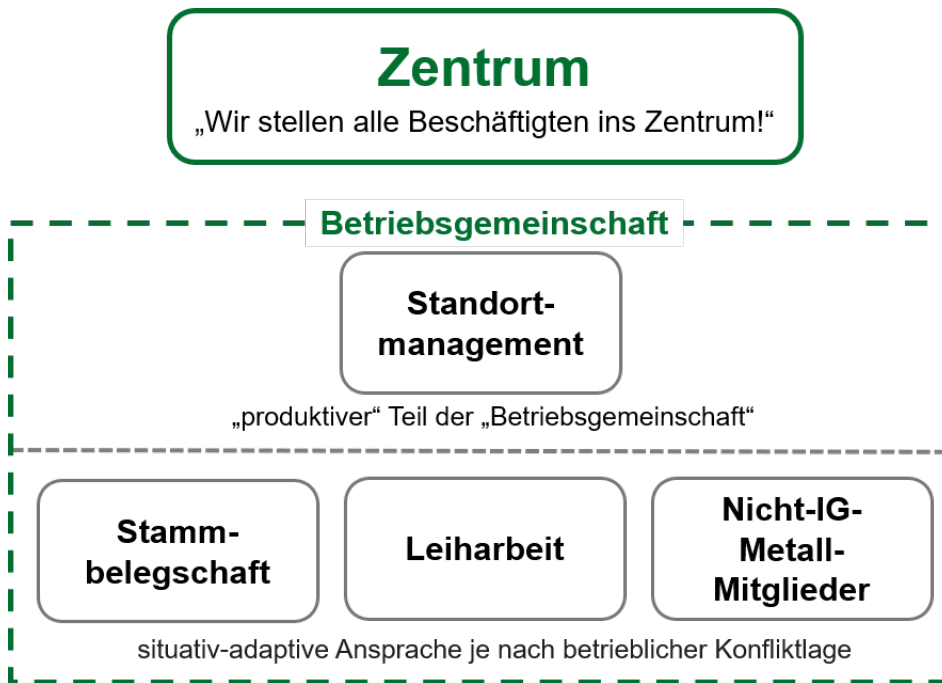 Zentrum
„Wir stellen alle Beschäftigten ins Zentrum!“
Betriebsgemeinschaft
Standort-
management
„produktiver“ Teil der „Betriebsgemeinschaft“
Stamm-
belegschaft
Leiharbeit
Nicht-IG-
Metall-
Mitglieder
situativ-adaptive Ansprache je nach betrieblicher Konfliktlage